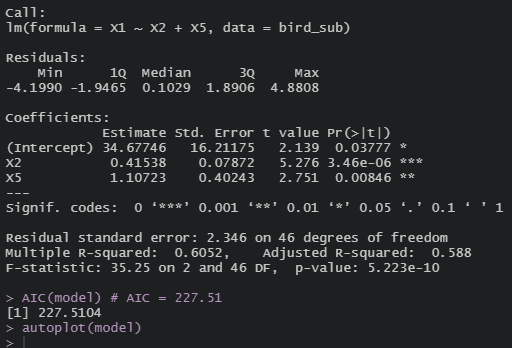 Call:
lm(formula = X1 ~ X2 + X5, data = bird_sub)
Residuals:
Min 1Q Median 3Q Max
-4.1990 -1.9465 0.1029 1.8906 4.8808
Coefficients:
Estimate Std. Error t value Pr(>|t|)
(Intercept) 34.67746 16.21175 2.139 0.03777 *
X2 0.41538 0.07872 5.276 3.46e-06 ***
X5 1.10723 0.40243 2.751 0.00846 **
---
Signif. codes: 0 ‘***’ 0.001 ‘**’ 0.01 ‘*’ 0.05 ‘.’ 0.1 ‘ ’ 1
Residual standard error: 2.346 on 46 degrees of freedom
Multiple R-squared: 0.6052, Adjusted R-squared: 0.588
F-statistic: 35.25 on 2 and 46 DF, p-value: 5.223e-10
> AIC(model) # AIC = 227.51
[1] 227.5104
> autoplot(model)
>